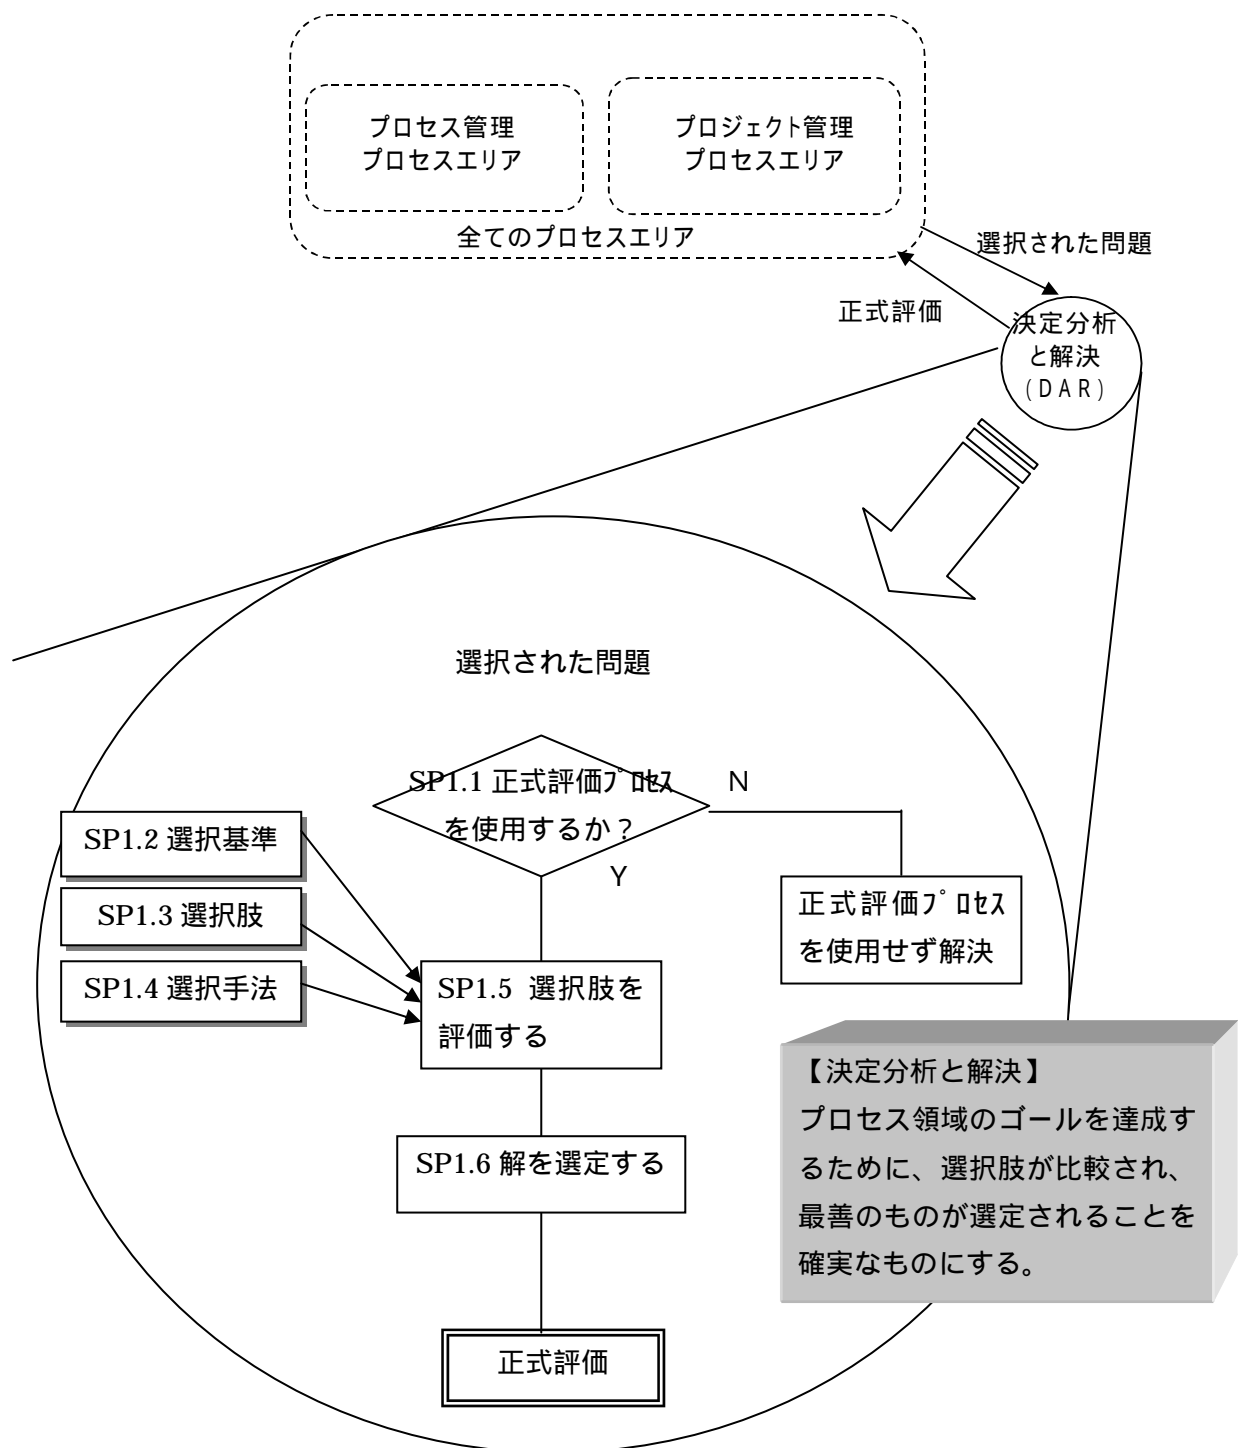 プロセス管理
プロセスエリア
プロジェクト管理
プロセスエリア
全てのプロセスエリア
選択された問題
正式評価
決定分析
と解決
(DAR)
選択された問題
SP1.1 正式評価ﾌﾟﾛｾｽ
を使用するか？
N
Y
SP1.2 選択基準
SP1.3 選択肢
SP1.4 選択手法
正式評価ﾌﾟﾛｾｽ
を使用せず解決
SP1.5 選択肢を
評価する
SP1.6 解を選定する
正式評価
【決定分析と解決】
プロセス領域のゴールを達成す
るために、選択肢が比較され、
最善のものが選定されることを
確実なものにする。